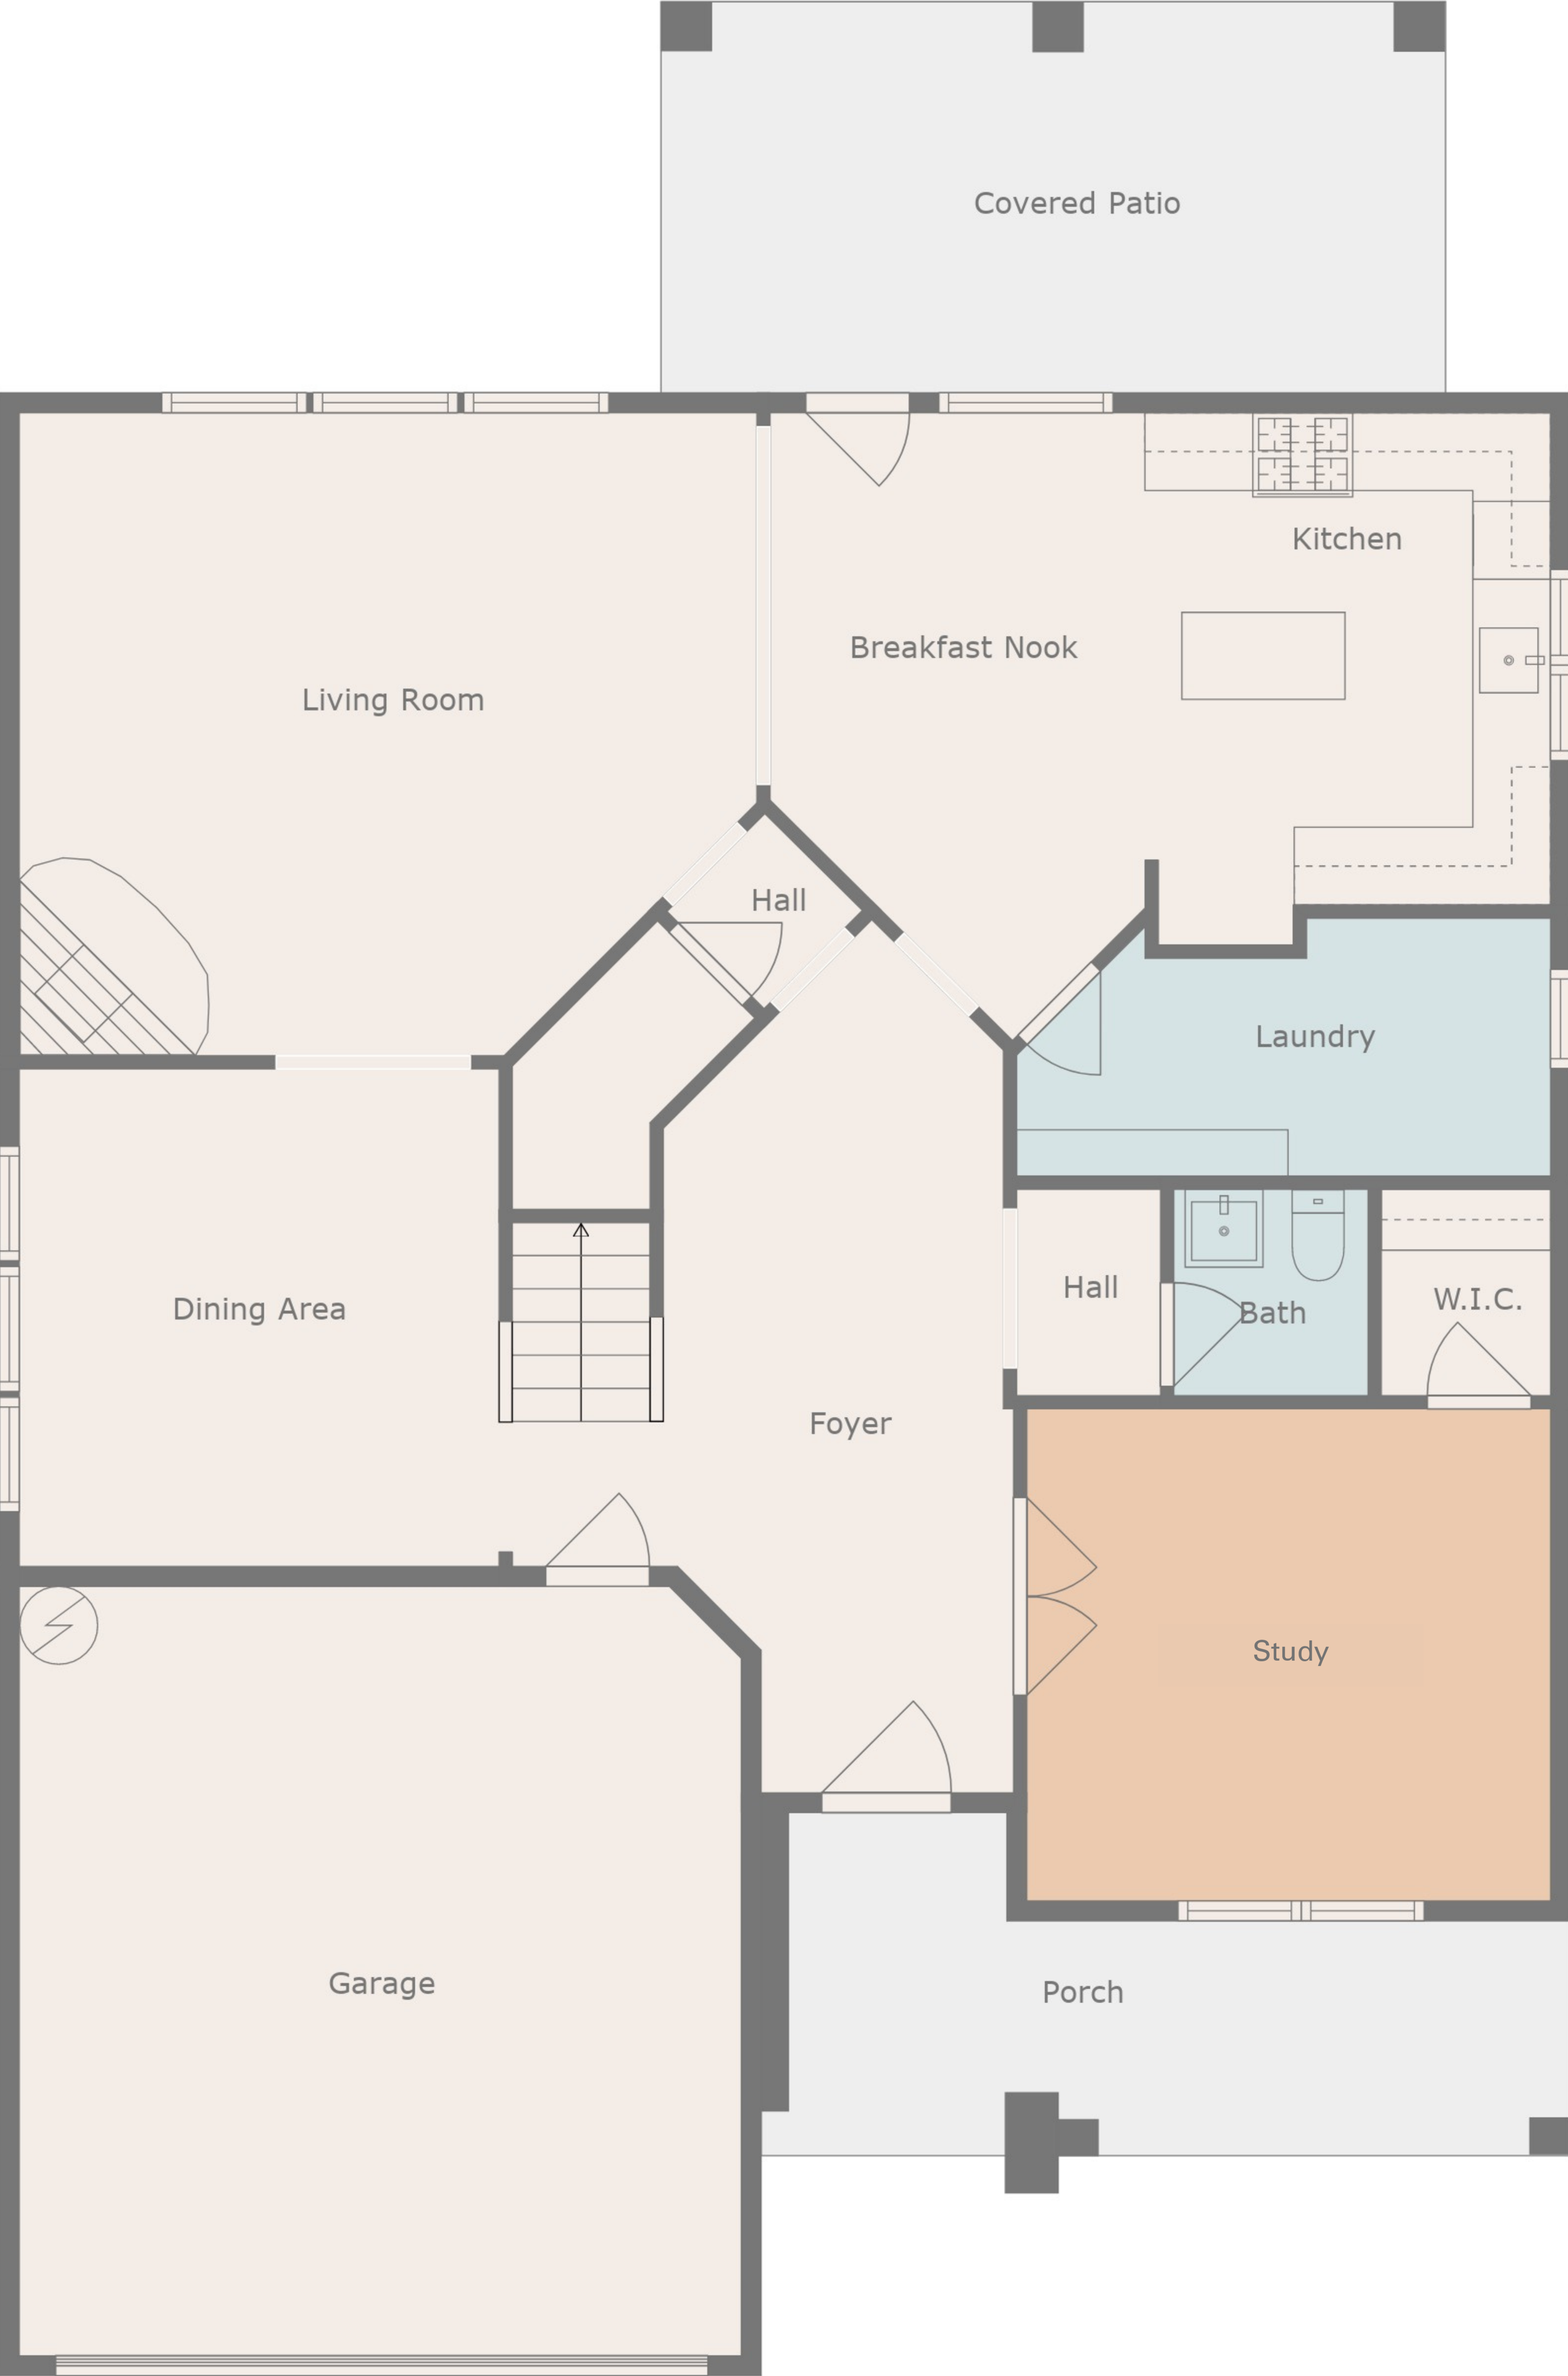 Covered Patio
Kitchen
Breakfast Nook
Living Room
Hall
Laundry
Hall
Bath
W.I.C.
Dining Area
Foyer
Study
Garage
Porch